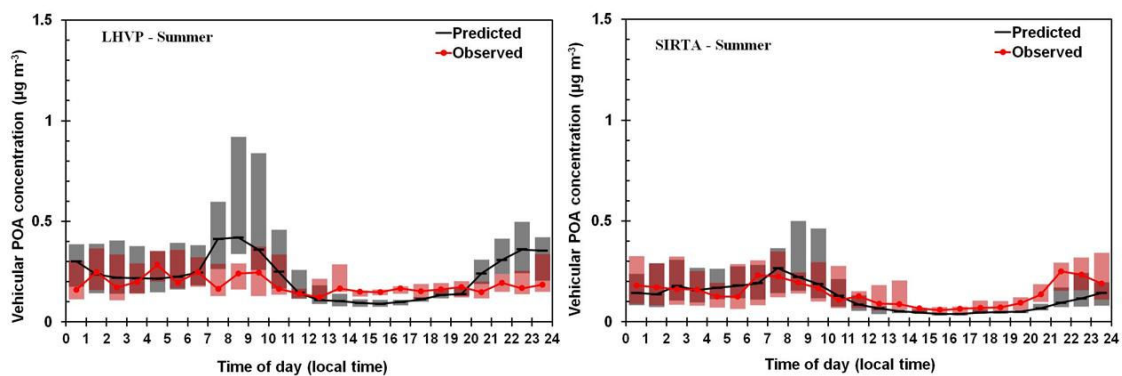 LHVP - Summer
Predicted
Observed
Vehicular POA concentration (µg m⁻³)
1.5
1
0.5
0
0 1 2 3 4 5 6 7 8 9 10 11 12 13 14 15 16 17 18 19 20 21 22 23 24
Time of day (local time)
SIRTA - Summer
Predicted
Observed
Vehicular POA concentration (µg m⁻³)
1.5
1
0.5
0
0 1 2 3 4 5 6 7 8 9 10 11 12 13 14 15 16 17 18 19 20 21 22 23 24
Time of day (local time)